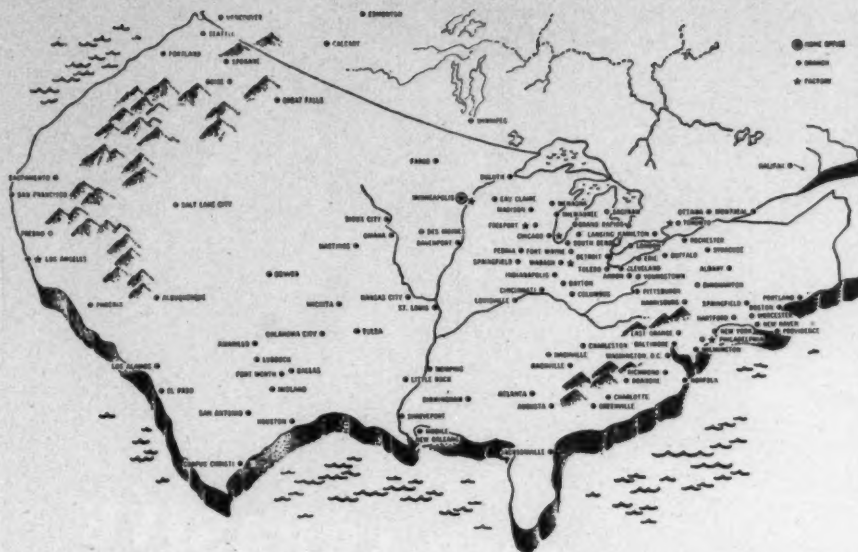 VANCOUVER
EDMONTON
SEATTLE
CALGARY
HOME OFFICE
PORTLAND
SPOKANE
BRANCH
BOISE
FACTORY
GREAT FALLS
WINNIPEG
FARGO
DULUTH
HALIFAX
SACRAMENTO
SAN FRANCISCO
MINNEAPOLIS
EAU CLAIRE
MADISON
MILWAUKEE
SAGINAW
OTTAWA
MONTREAL
SALT LAKE CITY
SIOUX CITY
GRAND RAPIDS
TORONTO
FREEPORT
LANSING
HAMILTON
FRESNO
OMAHA
DES MOINES
CHICAGO
SOUTH BEND
LONDON
ROCHESTER
HASTINGS
DAVENPORT
PEORIA
FORT WAYNE
DETROIT
ERIE
BUFFALO
SYRACUSE
LOS ANGELES
SPRINGFIELD
WABASH
TOLEDO
CLEVELAND
ALBANY
DENVER
INDIANAPOLIS
AKRON
YOUNGSTOWN
DAYTON
BINGHAMTON
PHOENIX
ALBUQUERQUE
WICHITA
KANSAS CITY
CINCINNATI
COLUMBUS
PITTSBURGH
PORTLAND
ST. LOUIS
LOUISVILLE
HARRISBURG
SPRINGFIELD
BOSTON
HARTFORD
WORCESTER
NEW HAVEN
OKLAHOMA CITY
TULSA
EAST ORANGE
NEW YORK
PROVIDENCE
AMARILLO
CHARLESTON
BALTIMORE
PHILADELPHIA
LUBBOCK
WASHINGTON, D.C.
WILMINGTON
LOS ALAMOS
FORT WORTH
DALLAS
MEMPHIS
NASHVILLE
RICHMOND
LITTLE ROCK
ROANOKE
NORFOLK
EL PASO
MIDLAND
BIRMINGHAM
ATLANTA
CHARLOTTE
SAN ANTONIO
AUGUSTA
GREENVILLE
HOUSTON
SHREVEPORT
MOBILE
NEW ORLEANS
JACKSONVILLE
CORPUS CHRISTI